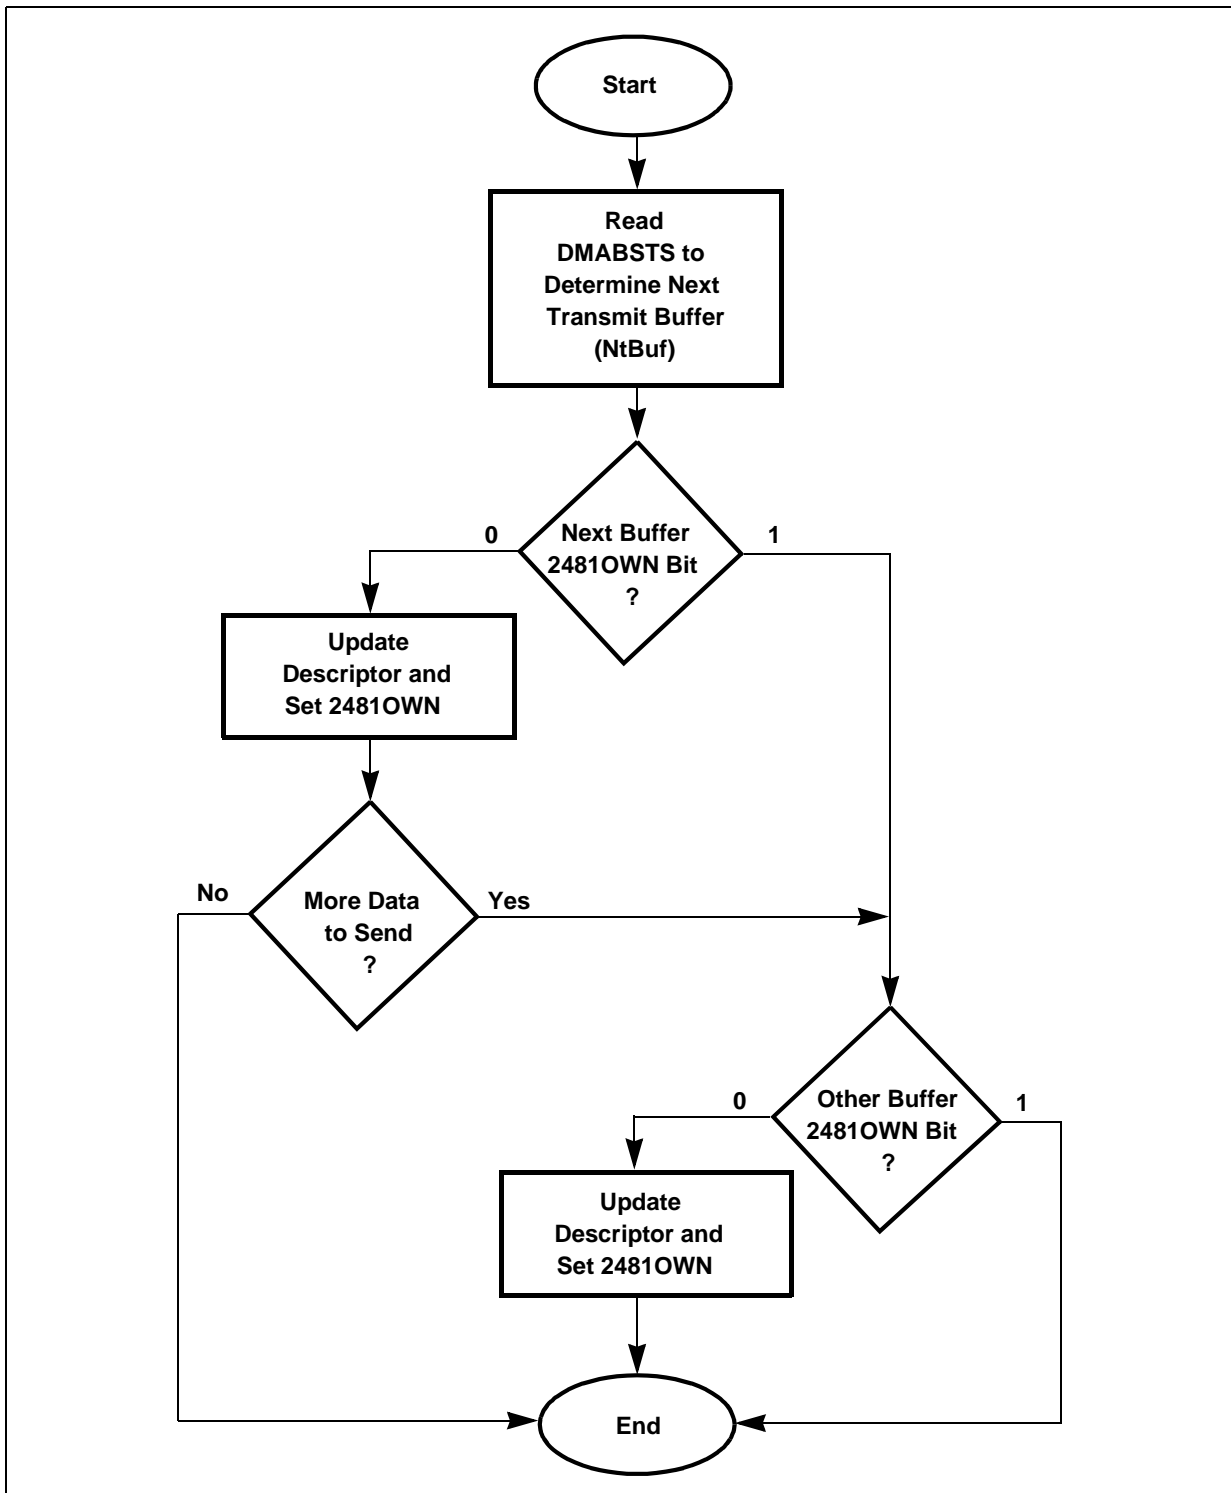 Start
Read
DMABSTS to
Determine Next
Transmit Buffer
(NtBuf)
0
Next Buffer
2481OWN Bit
?
1
Update
Descriptor and
Set 2481OWN
No
More Data
to Send
?
Yes
0
Other Buffer
2481OWN Bit
?
1
Update
Descriptor and
Set 2481OWN
End